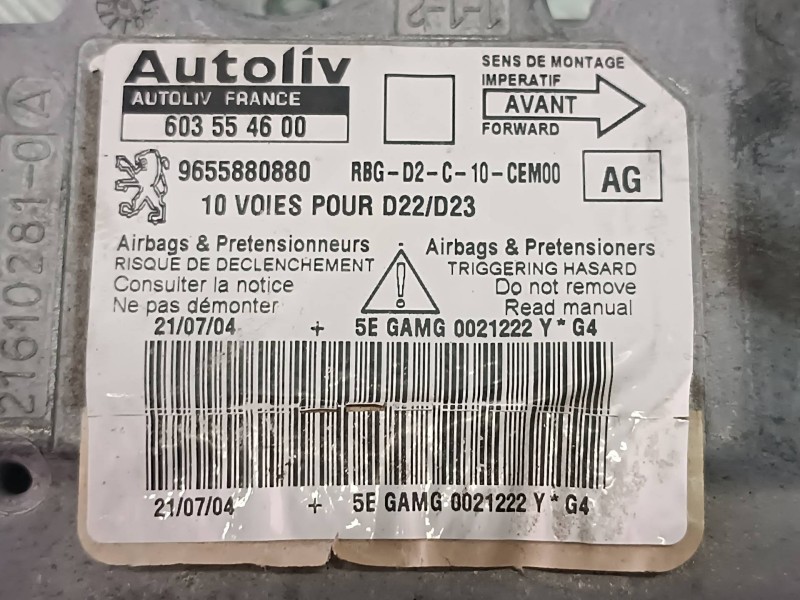 1-1-2
Autoliv
AUTOLIV FRANCE
603 55 46 00
SENS DE MONTAGE
IMPERATIF
AVANT
FORWARD
9655880880 RBG-D2-C-10-CEM00
AG
10 VOIES POUR D22/D23
Airbags & Pretensionneurs
RISQUE DE DECLENCHEMENT
Consulter la notice
Ne pas démonter
!
Airbags & Pretensioners
TRIGGERING HASARD
Do not remove
Read manual
21/07/04 + 5E GAMG 0021222 Y * G4
21/07/04 + 5E GAMG 0021222 Y * G4
21610281-0 A